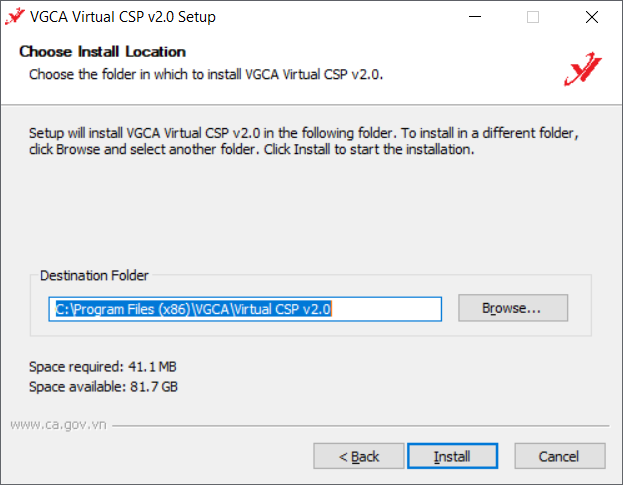 VGCA Virtual CSP v2.0 Setup
Choose Install Location
Choose the folder in which to install VGCA Virtual CSP v2.0.
Setup will install VGCA Virtual CSP v2.0 in the following folder. To install in a different folder,
click Browse and select another folder. Click Install to start the installation.
Destination Folder
C:\Program Files (x86)\VGCA\Virtual CSP v2.0
Browse...
Space required: 41.1 MB
Space available: 81.7 GB
www.ca.gov.vn
< Back
Install
Cancel